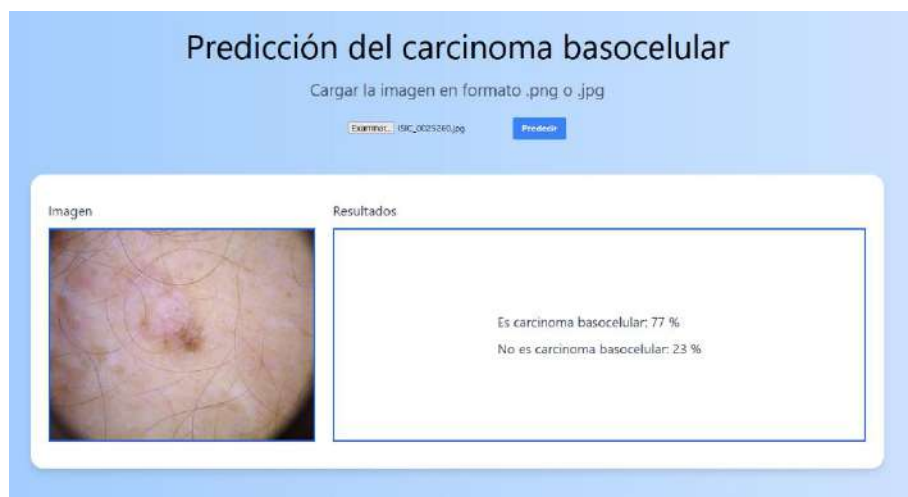 Predicción del carcinoma basocelular
Cargar la imagen en formato .png o .jpg
Examinar... ISIC_0025260.jpg Predecir
Imagen
Resultados
Es carcinoma basocelular: 77 %
No es carcinoma basocelular: 23 %